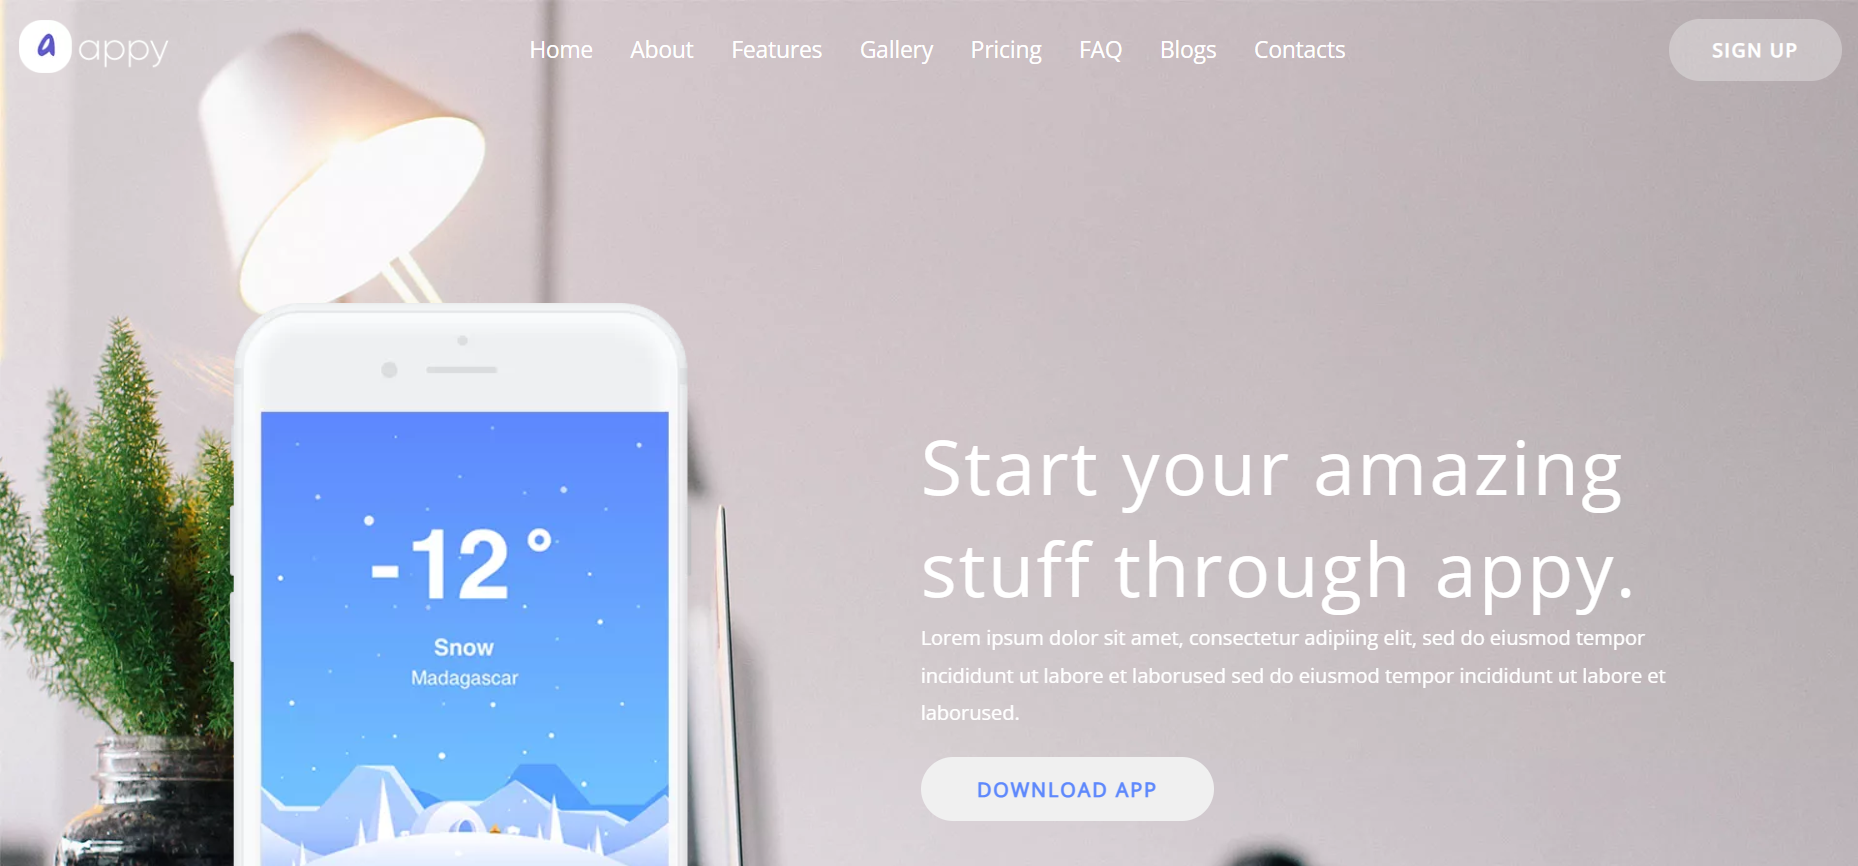 a appy
Home About Features Gallery Pricing FAQ Blogs Contacts
SIGN UP
-12°
Snow
Madagascar
Start your amazing
stuff through appy.
Lorem ipsum dolor sit amet, consectetur adipiing elit, sed do eiusmod tempor
incididunt ut labore et laborused sed do eiusmod tempor incididunt ut labore et
laborused.
DOWNLOAD APP